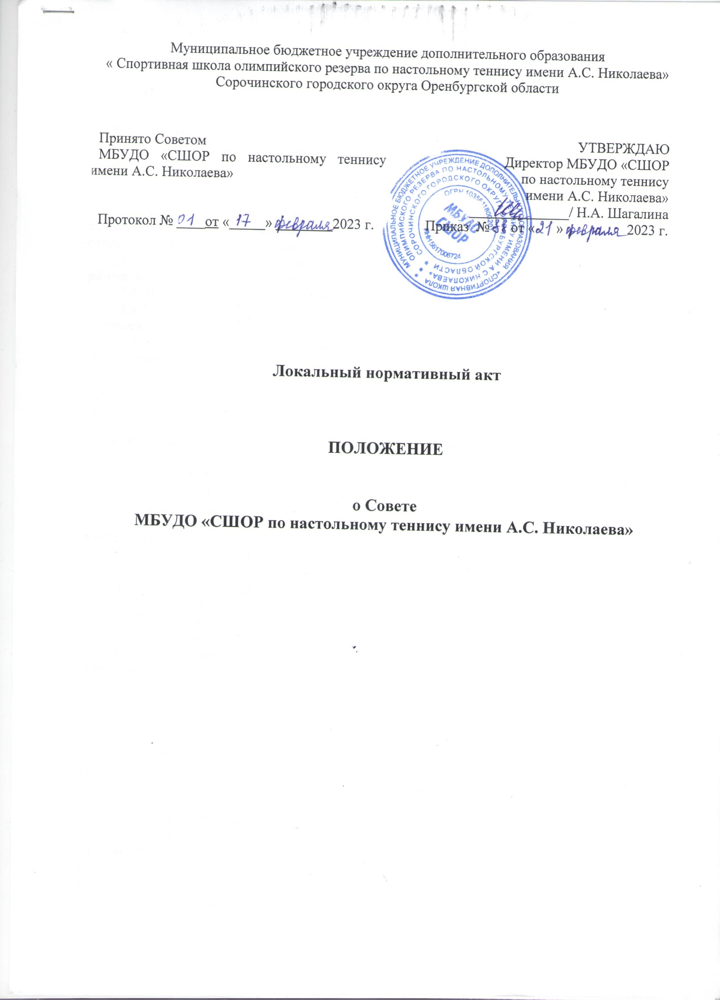 Муниципальное бюджетное учреждение дополнительного образования
« Спортивная школа олимпийского резерва по настольному теннису имени А.С. Николаева»
Сорочинского городского округа Оренбургской области
Принято Советом
МБУДО «СШОР по настольному теннису
имени А.С. Николаева»
Протокол № 01 от « 17 » февраля 2023 г.
УТВЕРЖДАЮ
Директор МБУДО «СШОР
по настольному теннису
имени А.С. Николаева»
/ Н.А. Шагалина
Приказ № 38 от « 21 » февраля 2023 г.
МУНИЦИПАЛЬНОЕ БЮДЖЕТНОЕ УЧРЕЖДЕНИЕ ДОПОЛНИТЕЛЬНОГО ОБРАЗОВАНИЯ «СПОРТИВНАЯ ШКОЛА
ОЛИМПИЙСКОГО РЕЗЕРВА ПО НАСТОЛЬНОМУ ТЕННИСУ ИМЕНИ А С НИКОЛАЕВА»
СОРОЧИНСКОГО ГОРОДСКОГО ОКРУГА ОРЕНБУРГСКОЙ ОБЛАСТИ
ОГРН
ИНН 5617006724
МБУДО
СШОР
Локальный нормативный акт
ПОЛОЖЕНИЕ
о Совете
МБУДО «СШОР по настольному теннису имени А.С. Николаева»